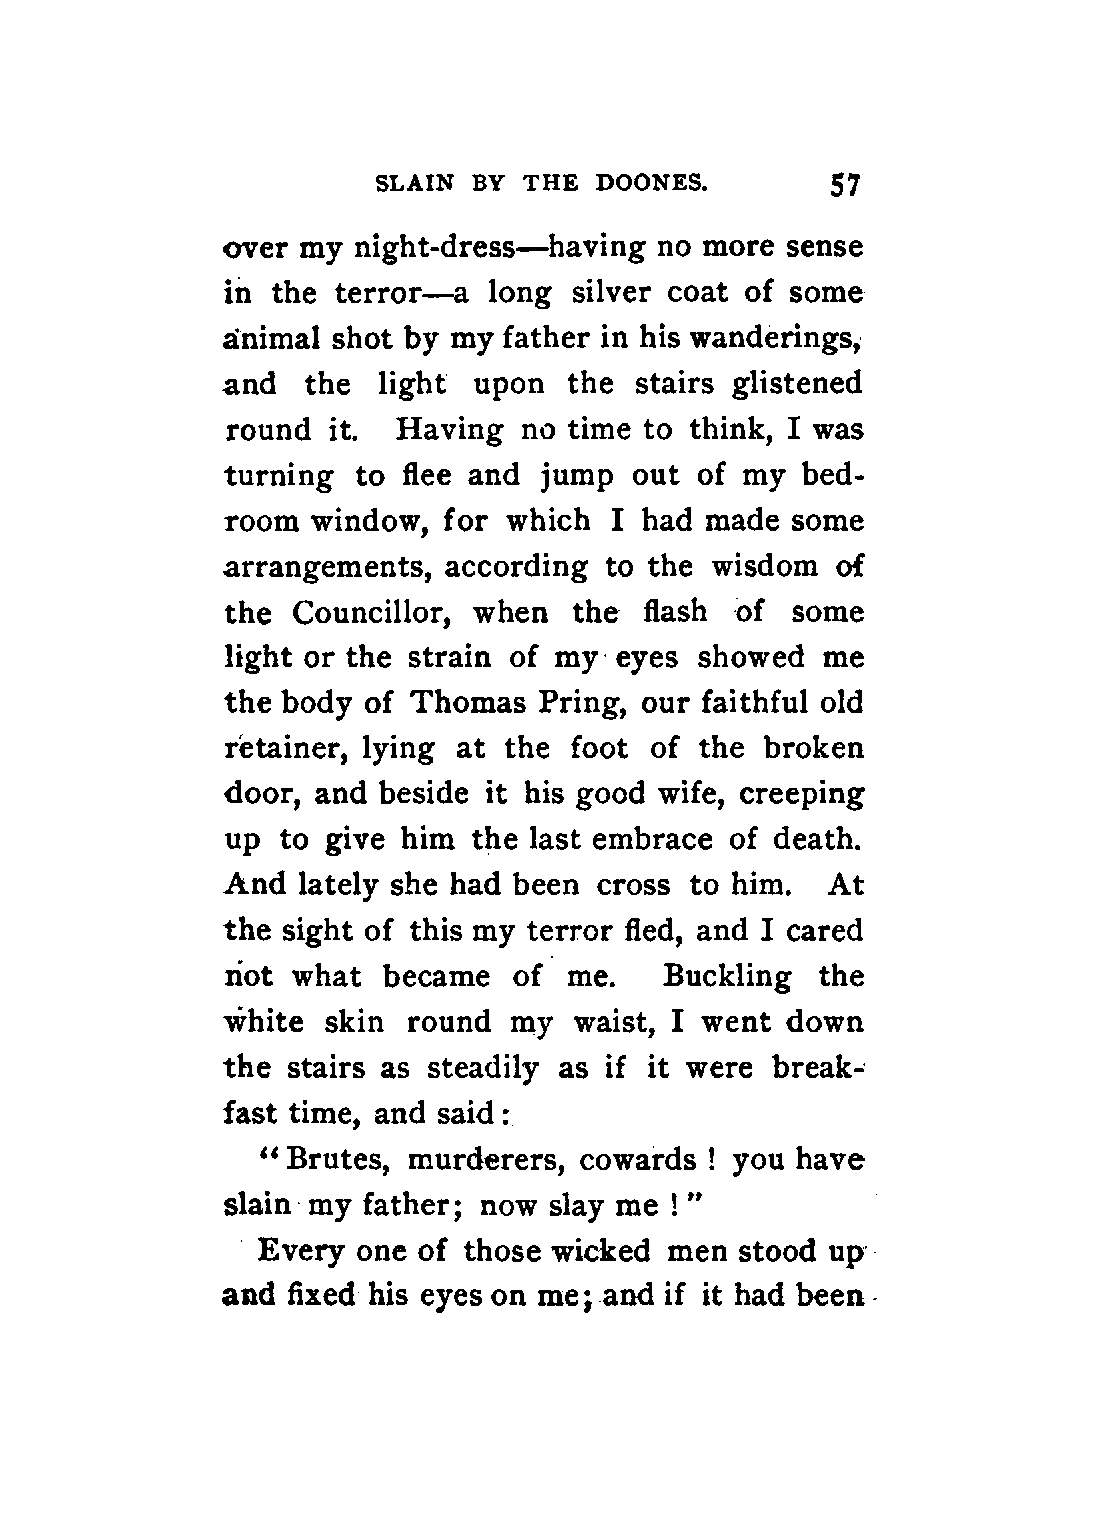 SLAIN BY THE DOONES. 57
over my night-dress—having no more sense
in the terror—a long silver coat of some
animal shot by my father in his wanderings,
and the light upon the stairs glistened
round it. Having no time to think, I was
turning to flee and jump out of my bed-
room window, for which I had made some
arrangements, according to the wisdom of
the Councillor, when the flash of some
light or the strain of my eyes showed me
the body of Thomas Pring, our faithful old
retainer, lying at the foot of the broken
door, and beside it his good wife, creeping
up to give him the last embrace of death.
And lately she had been cross to him. At
the sight of this my terror fled, and I cared
not what became of me. Buckling the
white skin round my waist, I went down
the stairs as steadily as if it were break-
fast time, and said:
"Brutes, murderers, cowards! you have
slain my father; now slay me!"
Every one of those wicked men stood up
and fixed his eyes on me; and if it had been